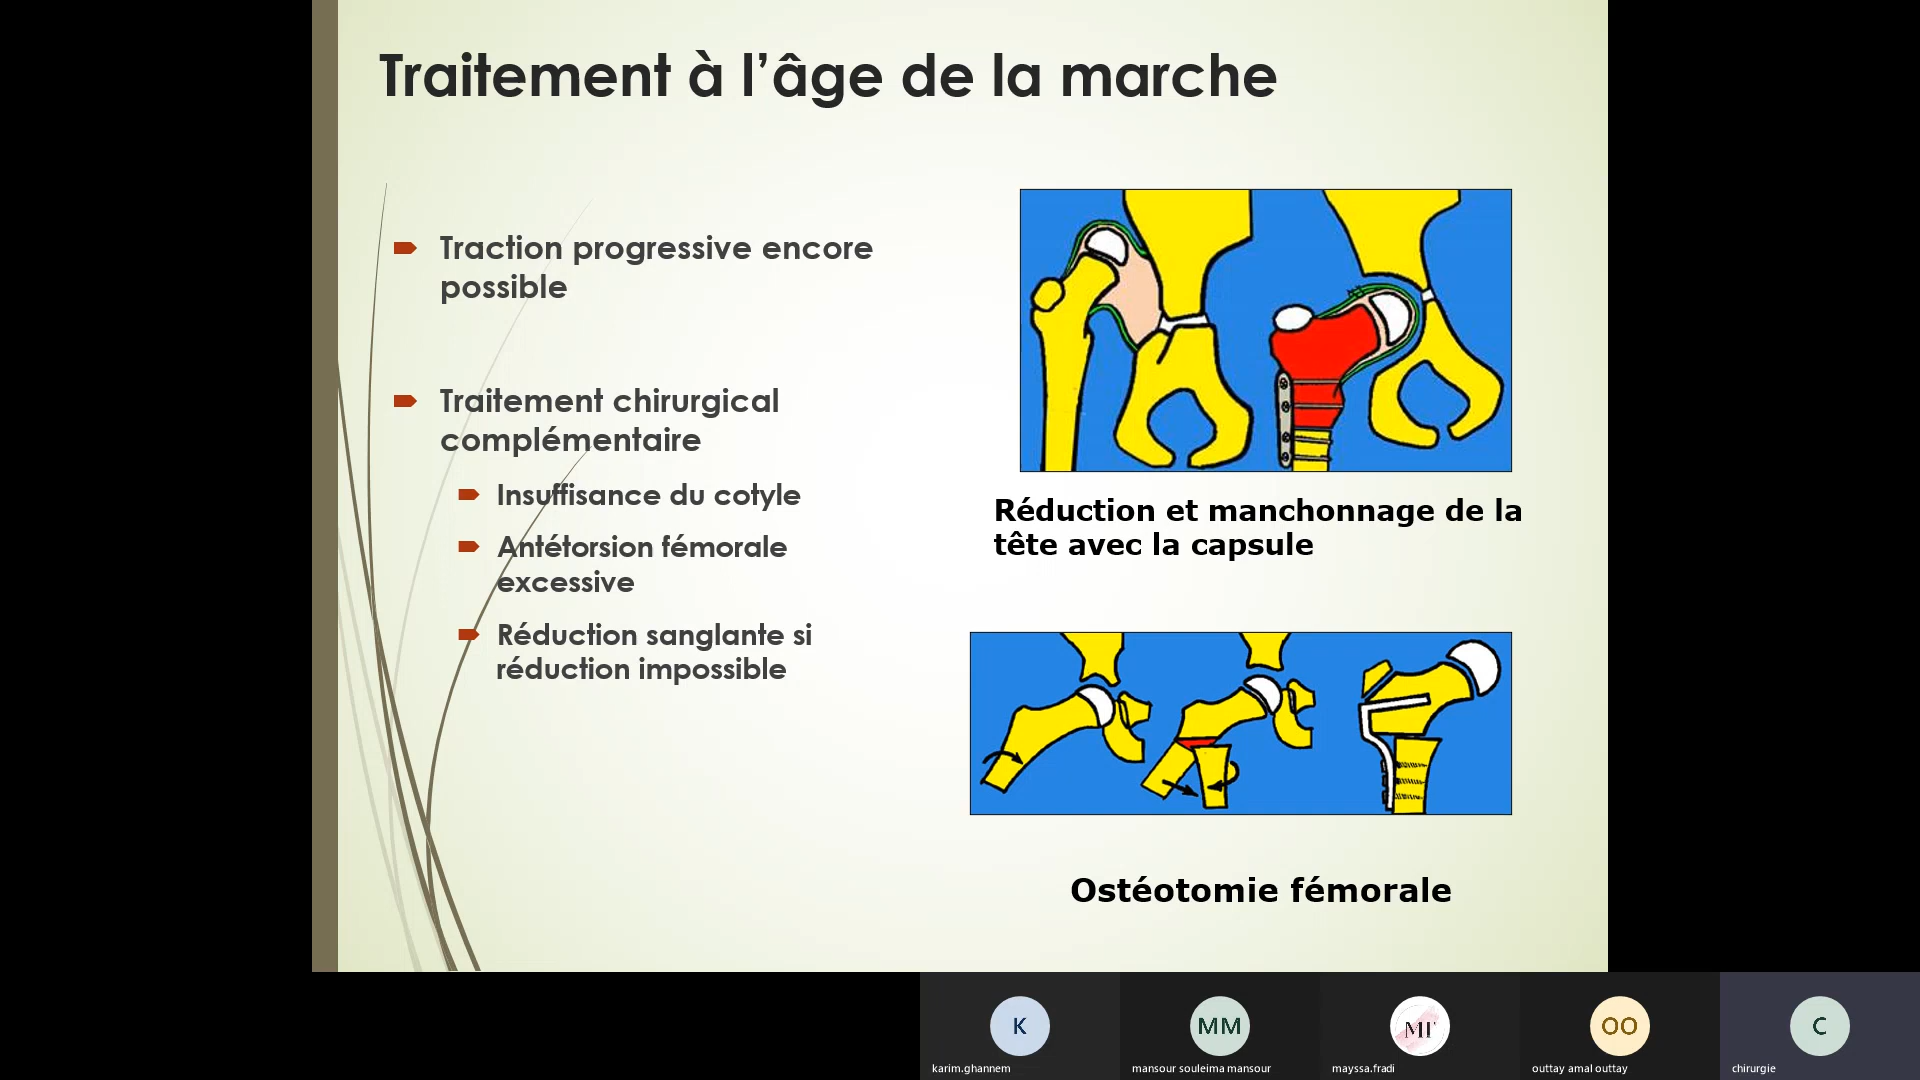 Traitement à l’âge de la marche
Traction progressive encore
possible
Traitement chirurgical
complémentaire
Insuffisance du cotyle
Antétorsion fémorale
excessive
Réduction sanglante si
réduction impossible
Réduction et manchonnage de la
tête avec la capsule
Ostéotomie fémorale
K
MM
MF
OO
C
karim.ghannem
mansour souleima mansour
mayssa.fradi
outtay amal outtay
chirurgie